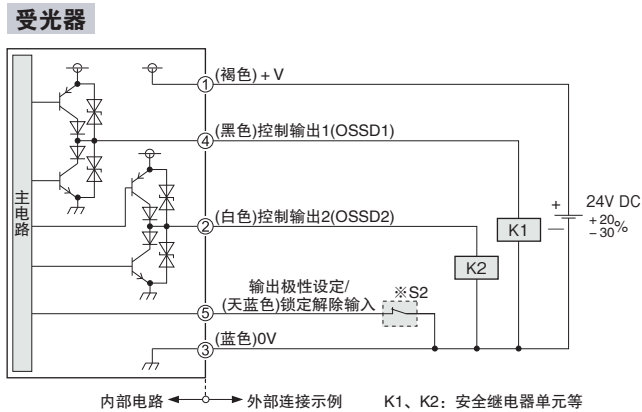 受光器
①(褐色)+V
④(黑色)控制输出1(OSSD1)
主电路
②(白色)控制输出2(OSSD2)
K1
K2
+
−
24V DC
+20
−30%
输出极性设定/
⑤(天蓝色)锁定解除输入
※S2
③(蓝色)0V
内部电路
外部连接示例
K1、K2：安全继电器单元等